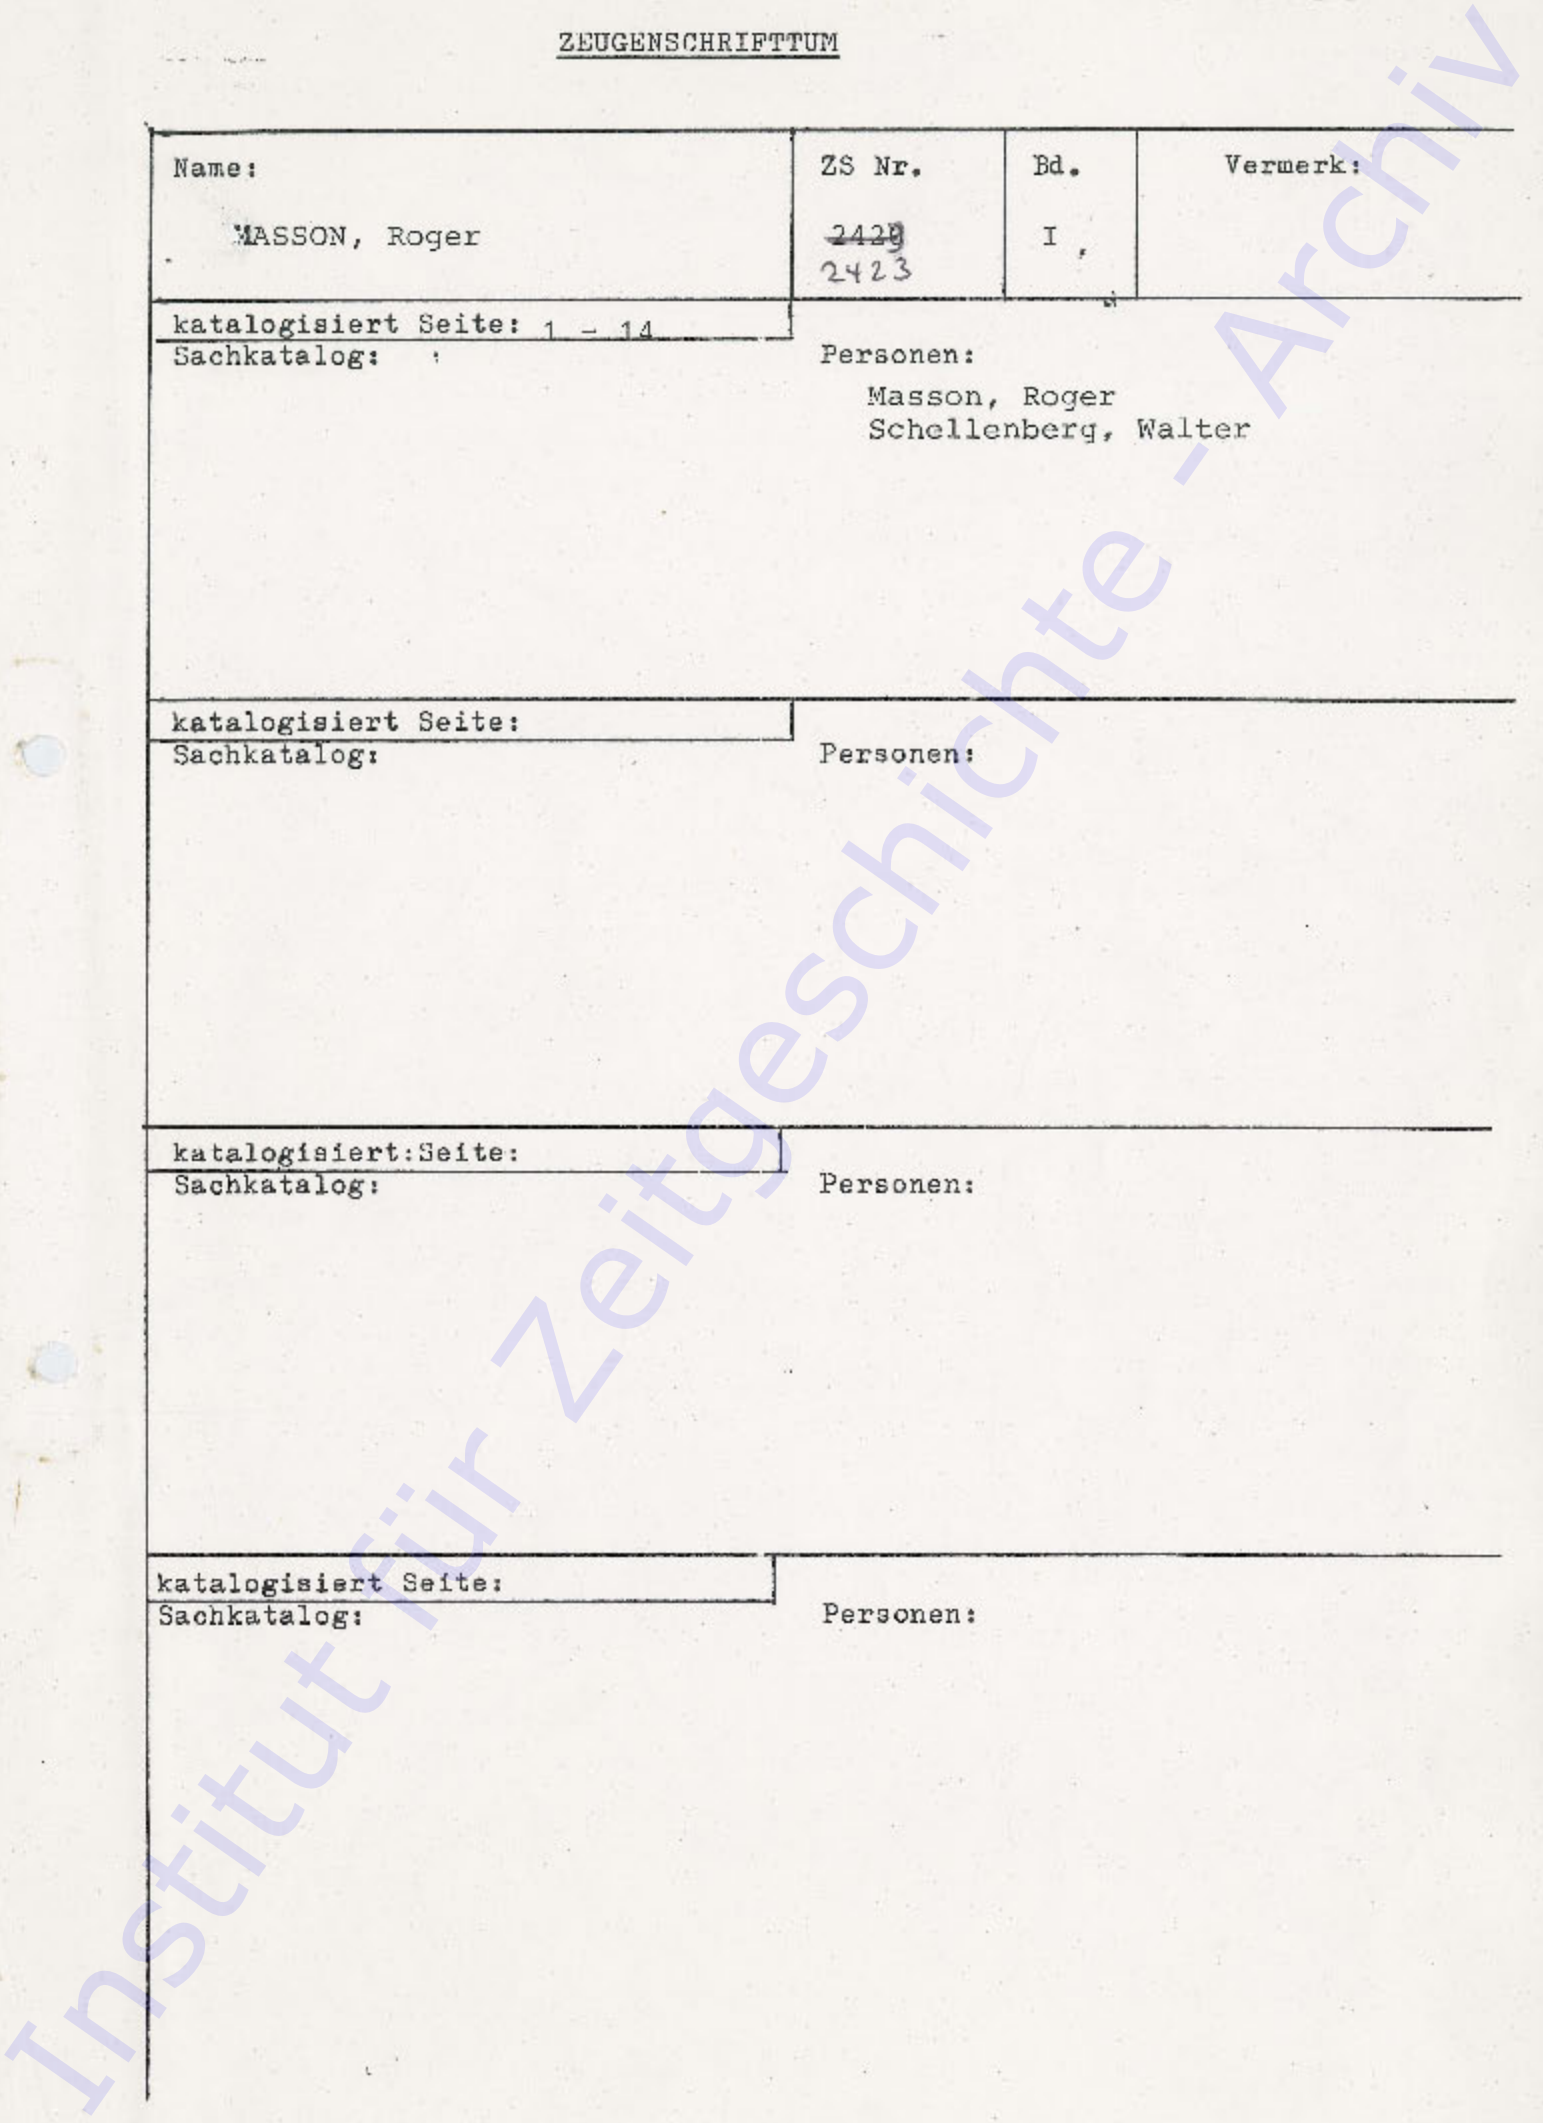 ZEUGENSCHRIFTTUM
Name:
ZS Nr.
Bd.
Vermerk:
MASSON, Roger
I
2423
katalogisiert Seite: 1 - 14
Sachkatalog:
Personen:
Masson, Roger
Schellenberg, Walter
katalogisiert Seite:
Sachkatalog:
Personen:
katalogisiert:Seite:
Sachkatalog:
Personen:
katalogisiert Seite:
Sachkatalog:
Personen:
Institut für Zeitgeschichte - Archiv